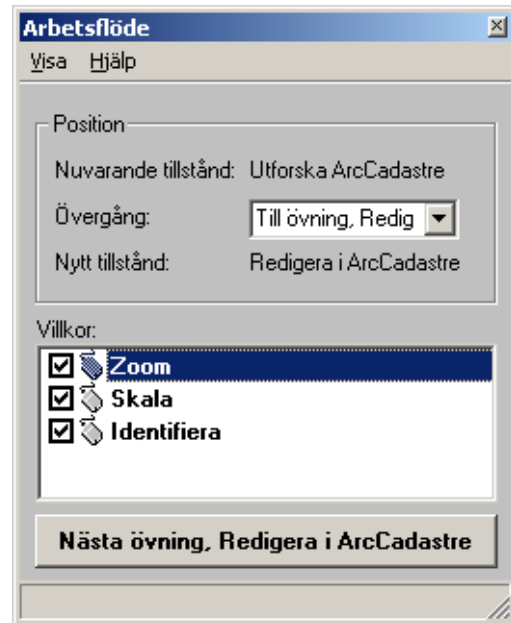 Arbetsflöde
Visa Hjälp
Position
Nuvarande tillstånd: Utforska ArcCadastre
Övergång: Till övning, Redig
Nytt tillstånd: Redigera i ArcCadastre
Villkor:
Zoom
Skala
Identifiera
Nästa övning, Redigera i ArcCadastre